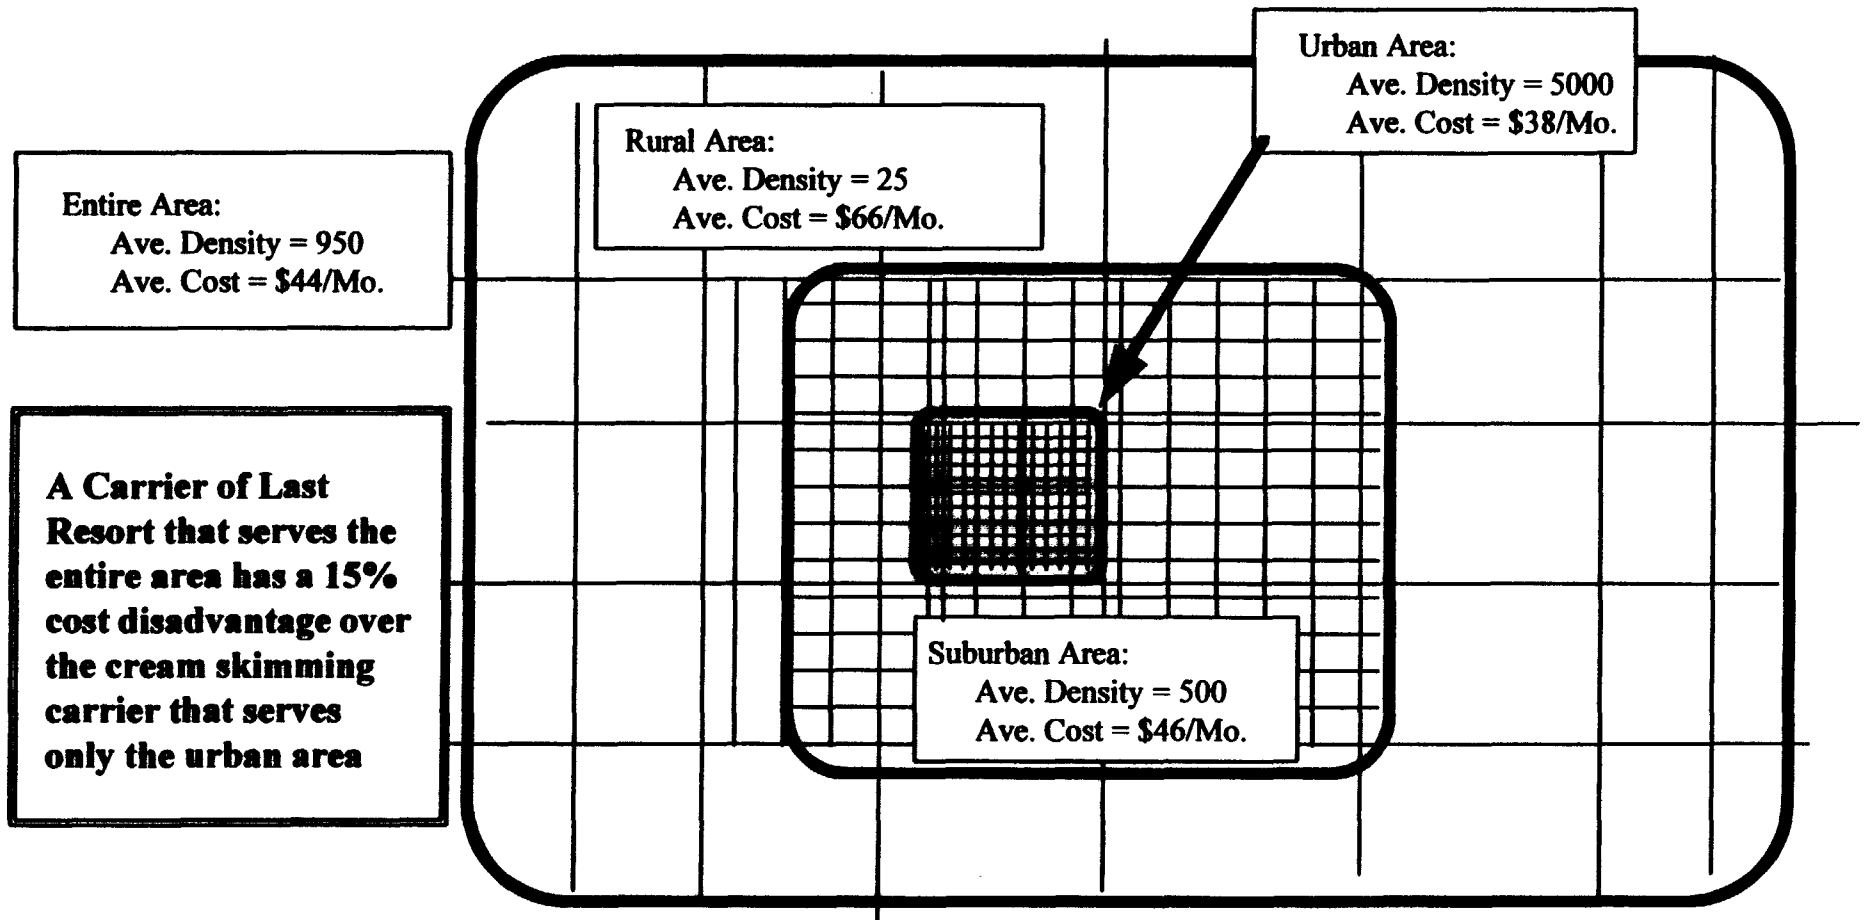 Urban Area:
Ave. Density = 5000
Ave. Cost = $38/Mo.
Rural Area:
Ave. Density = 25
Ave. Cost = $66/Mo.
Entire Area:
Ave. Density = 950
Ave. Cost = $44/Mo.
A Carrier of Last
Resort that serves the
entire area has a 15%
cost disadvantage over
the cream skimming
carrier that serves
only the urban area
Suburban Area:
Ave. Density = 500
Ave. Cost = $46/Mo.